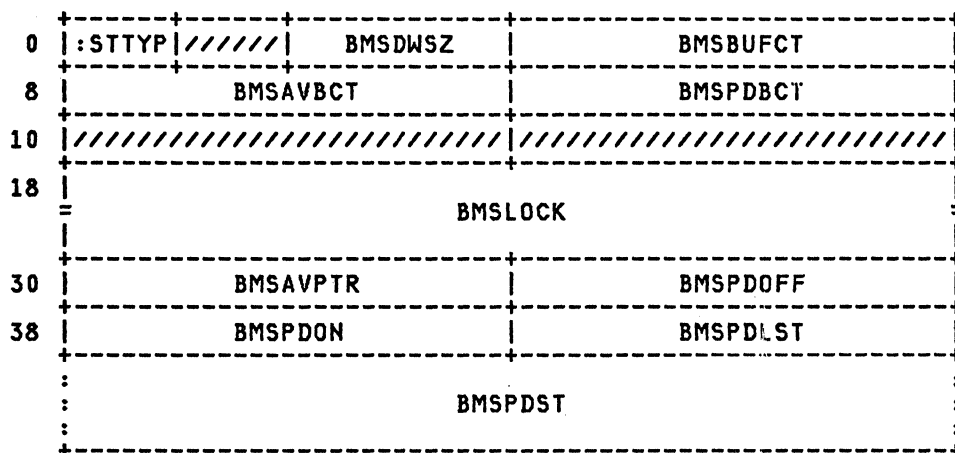 0 |:STTYP|//////| BMSDWSZ | BMSBUFCT |
8 | BMSAVBCT | BMSPDBCT |
10 |///////////////////////////|///////////////////////////|
18
= BMSLOCK =
30 | BMSAVPTR | BMSPDOFF |
38 | BMSPDON | BMSPDLST |
: BMSPDST :